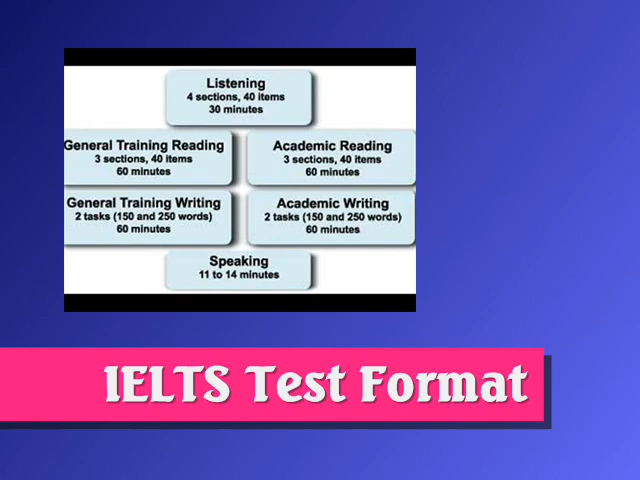 Listening
4 sections, 40 items
30 minutes
General Training Reading
3 sections, 40 items
60 minutes
Academic Reading
3 sections, 40 items
60 minutes
General Training Writing
2 tasks (150 and 250 words)
60 minutes
Academic Writing
2 tasks (150 and 250 words)
60 minutes
Speaking
11 to 14 minutes
IELTS Test Format